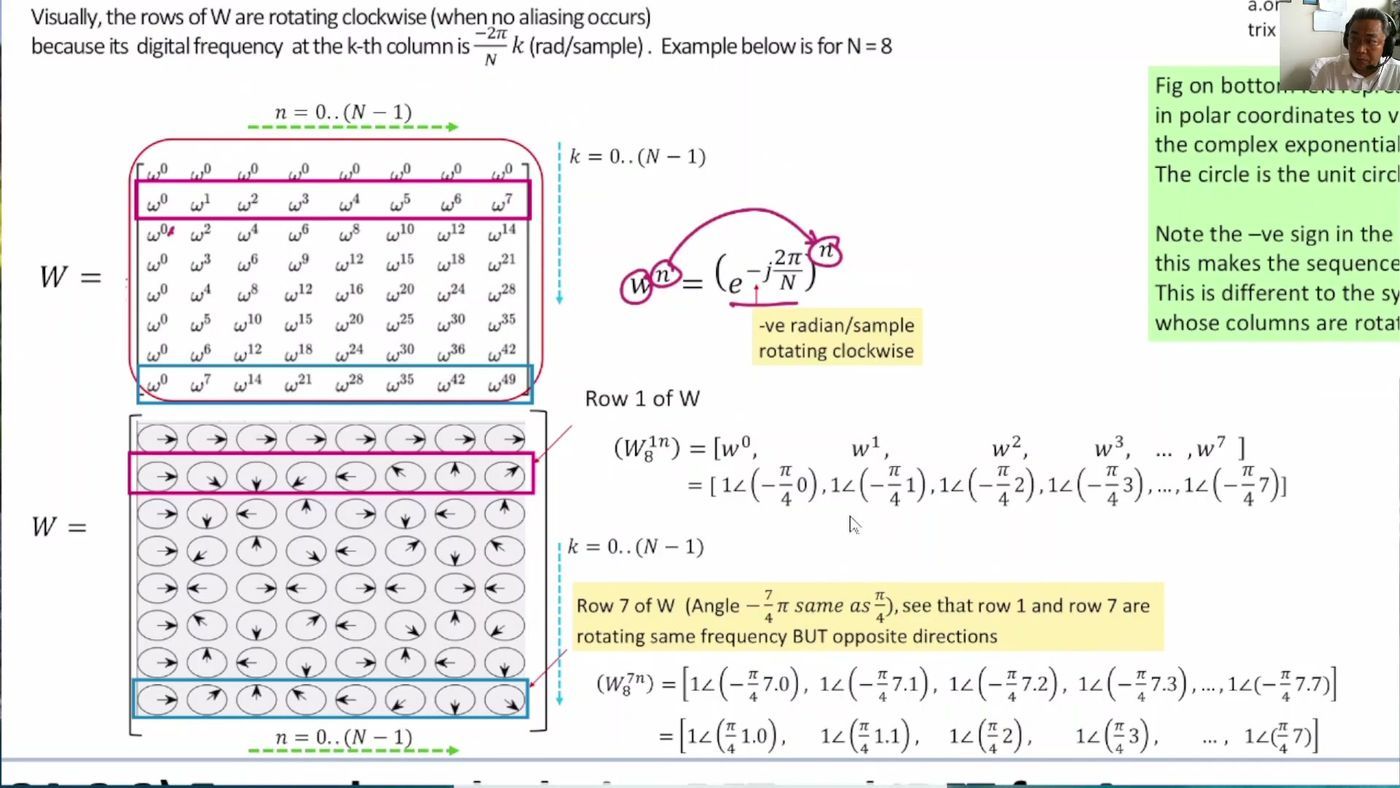 Visually, the rows of W are rotating clockwise (when no aliasing occurs)
because its digital frequency at the k-th column is −2π/N k (rad/sample). Example below is for N = 8
a.or
trix
Fig on bottom left
in polar coordinates to v
the complex exponential
The circle is the unit circl
Note the –ve sign in the
this makes the sequence
This is different to the sy
whose columns are rotat
n = 0..(N − 1)
k = 0..(N − 1)
W =
ω⁰ ω⁰ ω⁰ ω⁰ ω⁰ ω⁰ ω⁰ ω⁰
ω⁰ ω¹ ω² ω³ ω⁴ ω⁵ ω⁶ ω⁷
ω⁰ ω² ω⁴ ω⁶ ω⁸ ω¹⁰ ω¹² ω¹⁴
ω⁰ ω³ ω⁶ ω⁹ ω¹² ω¹⁵ ω¹⁸ ω²¹
ω⁰ ω⁴ ω⁸ ω¹² ω¹⁶ ω²⁰ ω²⁴ ω²⁸
ω⁰ ω⁵ ω¹⁰ ω¹⁵ ω²⁰ ω²⁵ ω³⁰ ω³⁵
ω⁰ ω⁶ ω¹² ω¹⁸ ω²⁴ ω³⁰ ω³⁶ ω⁴²
ω⁰ ω⁷ ω¹⁴ ω²¹ ω²⁸ ω³⁵ ω⁴² ω⁴⁹
wⁿ = (e^(−j2π/N))ⁿ
-ve radian/sample
rotating clockwise
Row 1 of W
(W₈¹ⁿ) = [w⁰, w¹, w², w³, … , w⁷ ]
= [ 1∠(−π/4 0), 1∠(−π/4 1), 1∠(−π/4 2), 1∠(−π/4 3), …, 1∠(−π/4 7)]
W =
k = 0..(N − 1)
Row 7 of W (Angle −7/4 π same as π/4), see that row 1 and row 7 are
rotating same frequency BUT opposite directions
(W₈⁷ⁿ) = [1∠(−π/4 7.0), 1∠(−π/4 7.1), 1∠(−π/4 7.2), 1∠(−π/4 7.3), …, 1∠(−π/4 7.7)]
= [1∠(π/4 1.0), 1∠(π/4 1.1), 1∠(π/4 2), 1∠(π/4 3), …, 1∠(π/4 7)]
n = 0..(N − 1)